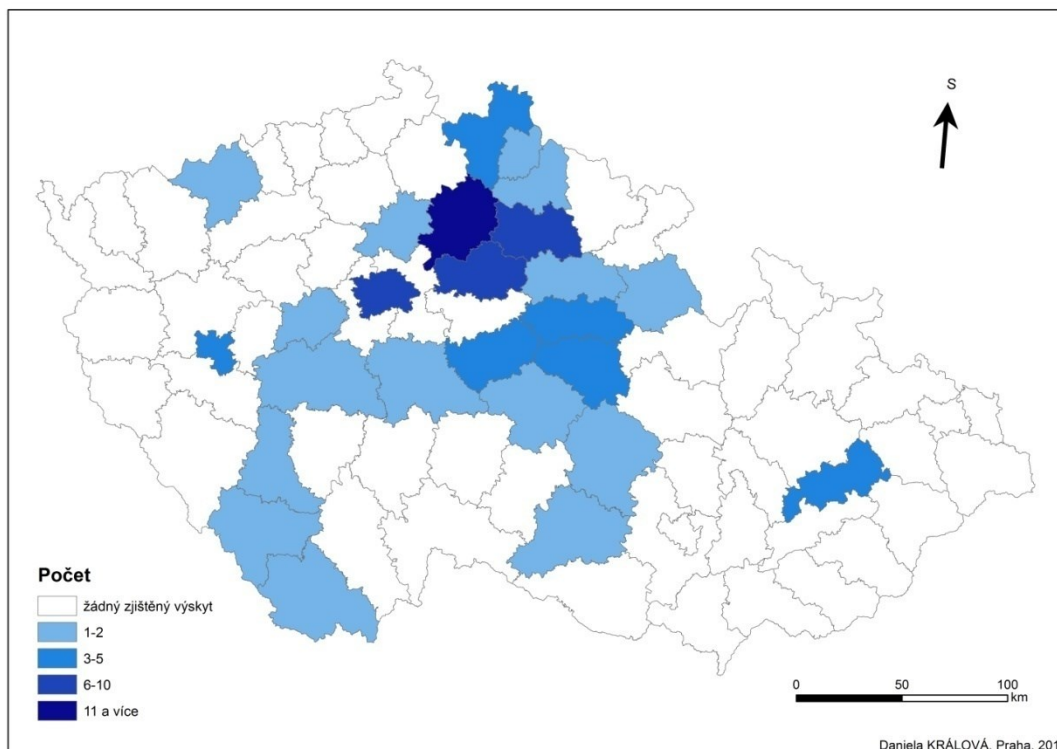 S
Počet
žádný zjištěný výskyt
1-2
3-5
6-10
11 a více
0 50 100
km
Daniela KRÁLOVÁ, Praha, 201